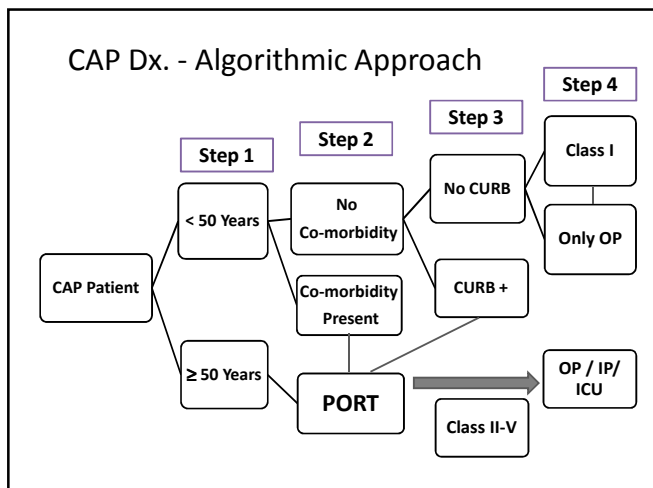 CAP Dx. - Algorithmic Approach
Step 1
Step 2
Step 3
Step 4
CAP Patient
< 50 Years
≥ 50 Years
No
Co-morbidity
Co-morbidity
Present
PORT
No CURB
CURB +
Class II-V
Class I
Only OP
OP / IP/
ICU